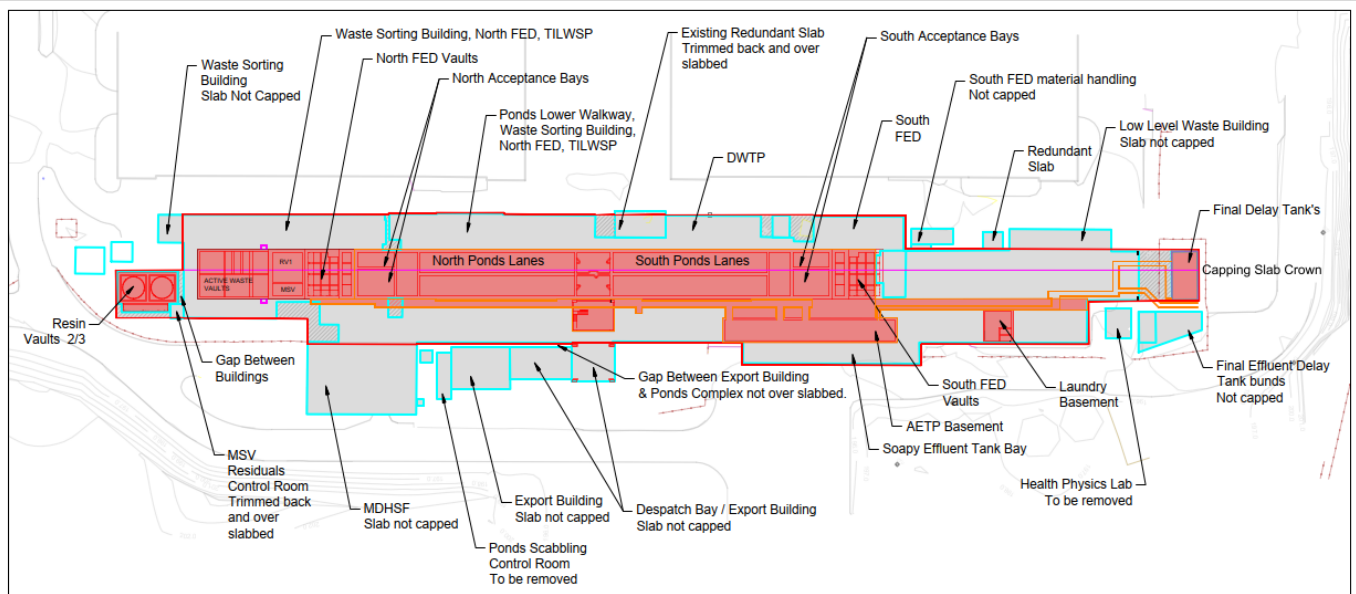 Waste Sorting Building, North FED, TILWSP
North FED Vaults
North Acceptance Bays
Waste Sorting
Building
Slab Not Capped
Ponds Lower Walkway,
Waste Sorting Building,
North FED, TILWSP
Existing Redundant Slab
Trimmed back and over
slabbed
DWTP
South Acceptance Bays
South
FED
South FED material handling
Not capped
Redundant
Slab
Low Level Waste Building
Slab not capped
Final Delay Tank's
Capping Slab Crown
ACTIVE WASTE
VAULTS
RV1
MSV
North Ponds Lanes
South Ponds Lanes
Resin
Vaults 2/3
Gap Between
Buildings
MSV
Residuals
Control Room
Trimmed back
and over
slabbed
MDHSF
Slab not capped
Ponds Scabbling
Control Room
To be removed
Export Building
Slab not capped
Despatch Bay / Export Building
Slab not capped
Gap Between Export Building
& Ponds Complex not over slabbed.
South FED
Vaults
AETP Basement
Soapy Effluent Tank Bay
Laundry
Basement
Health Physics Lab
To be removed
Final Effluent Delay
Tank bunds
Not capped